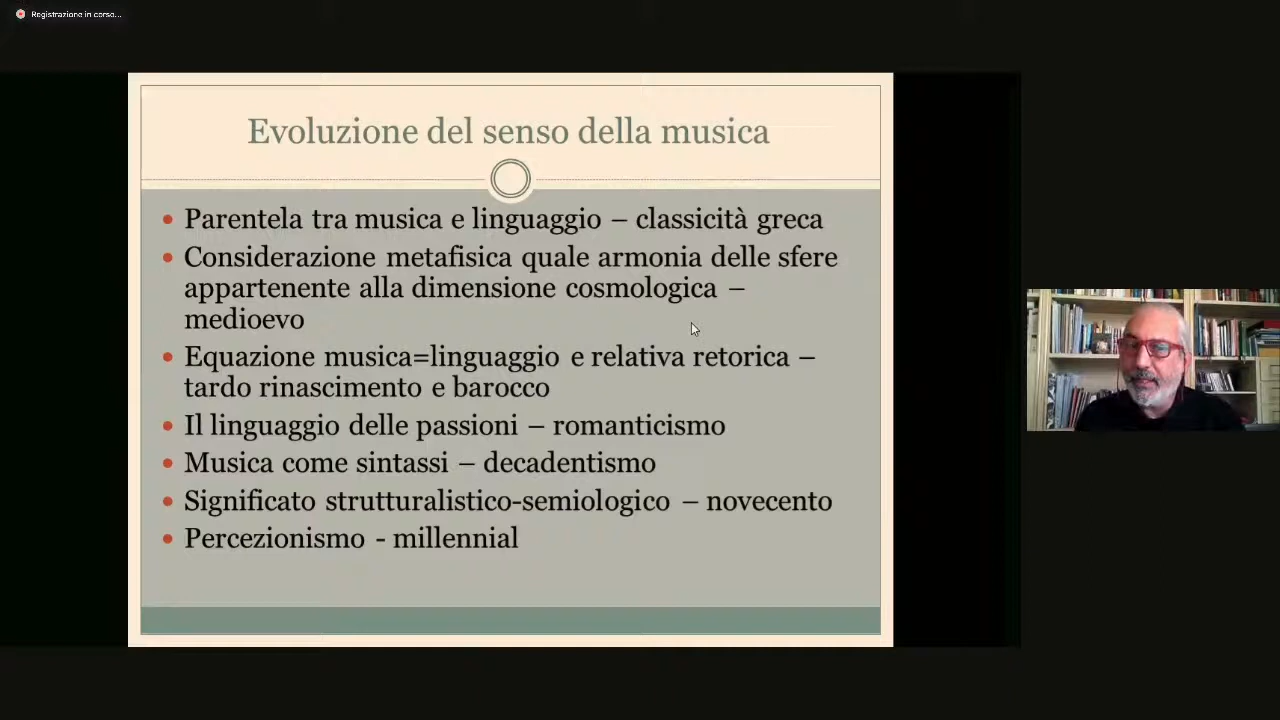 Registrazione in corso...
Evoluzione del senso della musica
• Parentela tra musica e linguaggio – classicità greca
• Considerazione metafisica quale armonia delle sfere
appartenente alla dimensione cosmologica –
medioevo
• Equazione musica=linguaggio e relativa retorica –
tardo rinascimento e barocco
• Il linguaggio delle passioni – romanticismo
• Musica come sintassi – decadentismo
• Significato strutturalistico-semiologico – novecento
• Percezionismo - millennial